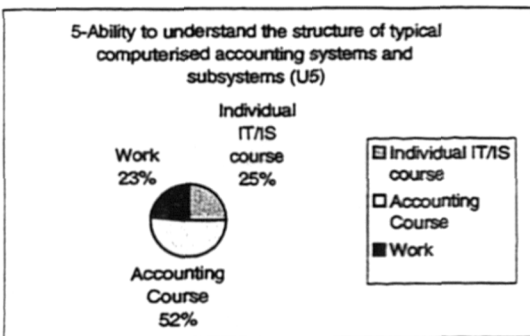 5-Ability to understand the structure of typical
computerised accounting systems and
subsystems (U5)
Individual
IT/IS
course
25%
Work
23%
Accounting
Course
52%
Individual IT/IS
course
Accounting
Course
Work